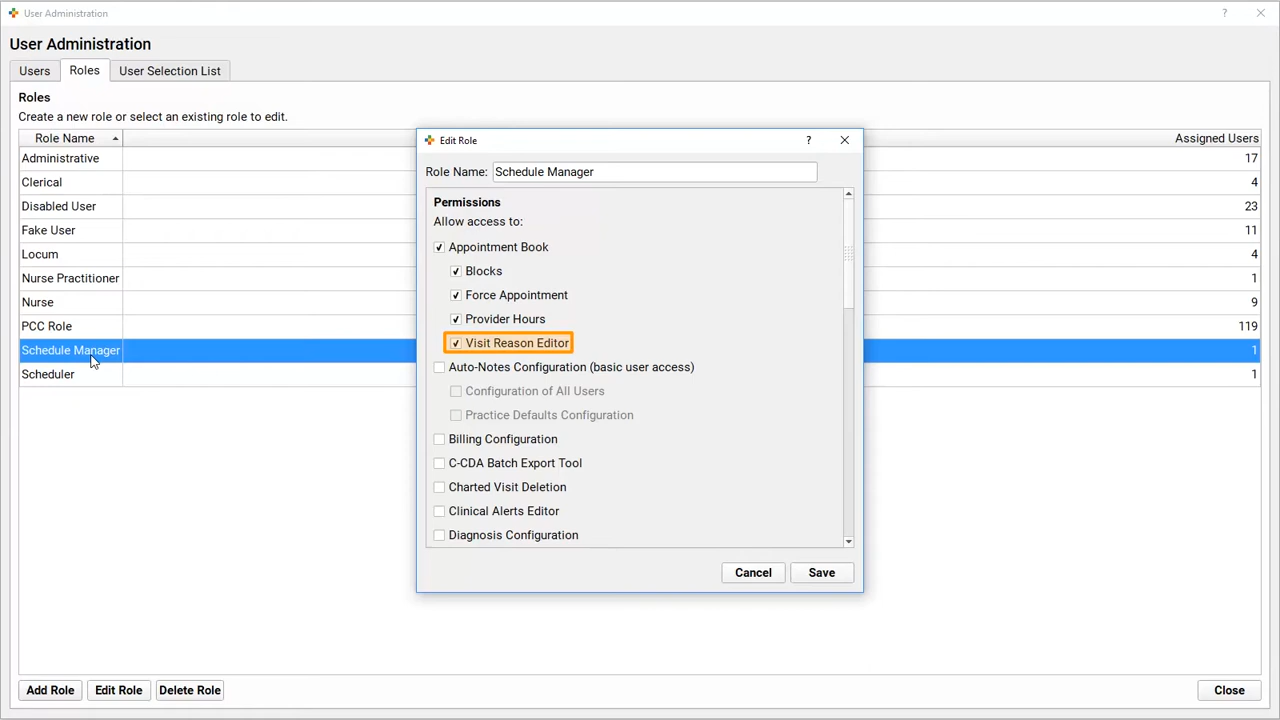 User Administration
?
User Administration
Users
Roles
User Selection List
Roles
Create a new role or select an existing role to edit.
Role Name
Assigned Users
Administrative 17
Clerical 4
Disabled User 23
Fake User 11
Locum 4
Nurse Practitioner 1
Nurse 9
PCC Role 119
Schedule Manager 1
Scheduler 1
Edit Role
?
Role Name: Schedule Manager
Permissions
Allow access to:
Appointment Book
Blocks
Force Appointment
Provider Hours
Visit Reason Editor
Auto-Notes Configuration (basic user access)
Configuration of All Users
Practice Defaults Configuration
Billing Configuration
C-CDA Batch Export Tool
Charted Visit Deletion
Clinical Alerts Editor
Diagnosis Configuration
Cancel
Save
Add Role
Edit Role
Delete Role
Close